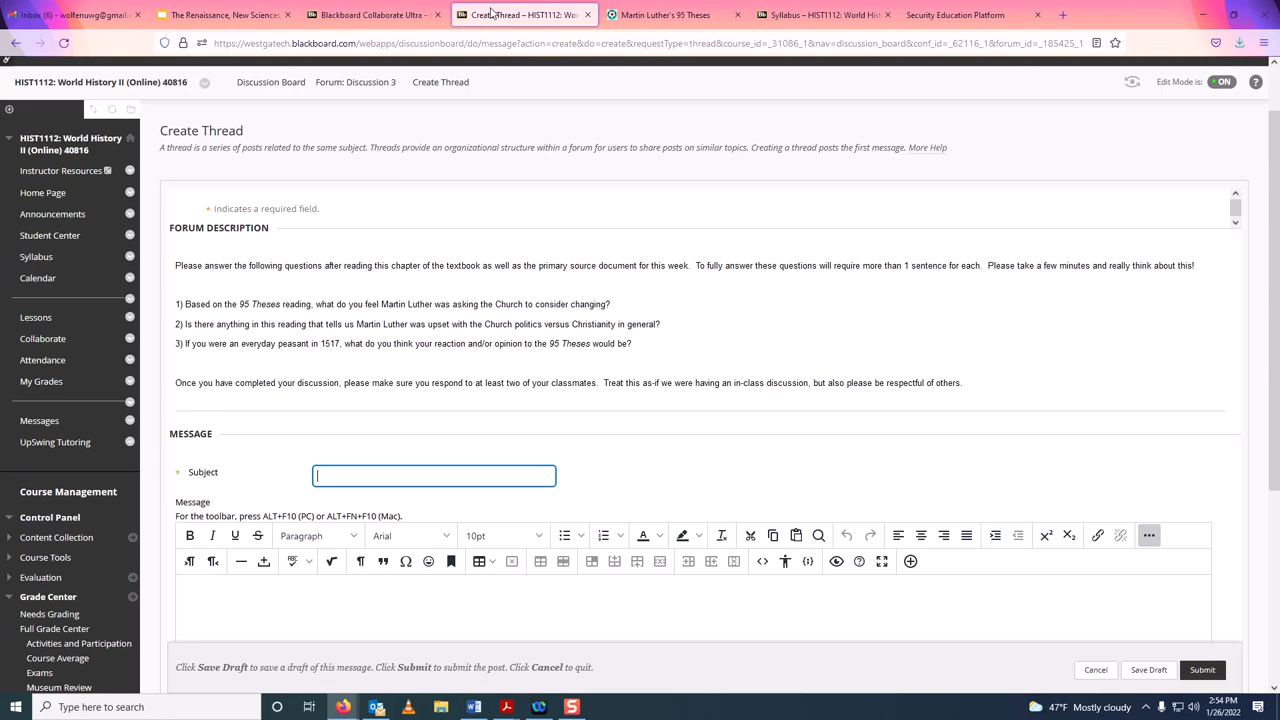 Inbox (6) - wolfenuwg@gmail.c
The Renaissance, New Sciences
Blackboard Collaborate Ultra –
Create Thread – HIST1112: Wo
Martin Luther's 95 Theses
Syllabus – HIST1112: World Hist
Security Education Platform
https://westgatech.blackboard.com/webapps/discussionboard/do/message?action=create&do=create&requestType=thread&course_id=_31086_1&nav=discussion_board&conf_id=_62116_1&forum_id=_185425_1
HIST1112: World History II (Online) 40816
Discussion Board
Forum: Discussion 3
Create Thread
Edit Mode is:
ON
?
HIST1112: World History
II (Online) 40816
Instructor Resources
Home Page
Announcements
Student Center
Syllabus
Calendar
Lessons
Collaborate
Attendance
My Grades
Messages
UpSwing Tutoring
Course Management
Control Panel
Content Collection
Course Tools
Evaluation
Grade Center
Needs Grading
Full Grade Center
Activities and Participation
Course Average
Exams
Museum Review
Create Thread
A thread is a series of posts related to the same subject. Threads provide an organizational structure within a forum for users to share posts on similar topics. Creating a thread posts the first message. More Help
* Indicates a required field.
FORUM DESCRIPTION
Please answer the following questions after reading this chapter of the textbook as well as the primary source document for this week. To fully answer these questions will require more than 1 sentence for each. Please take a few minutes and really think about this!
1) Based on the 95 Theses reading, what do you feel Martin Luther was asking the Church to consider changing?
2) Is there anything in this reading that tells us Martin Luther was upset with the Church politics versus Christianity in general?
3) If you were an everyday peasant in 1517, what do you think your reaction and/or opinion to the 95 Theses would be?
Once you have completed your discussion, please make sure you respond to at least two of your classmates. Treat this as-if we were having an in-class discussion, but also please be respectful of others.
MESSAGE
* Subject
Message
For the toolbar, press ALT+F10 (PC) or ALT+FN+F10 (Mac).
B I U S Paragraph Arial 10pt
Click Save Draft to save a draft of this message. Click Submit to submit the post. Click Cancel to quit.
Cancel
Save Draft
Submit
Type here to search
47°F Mostly cloudy
2:54 PM
1/26/2022